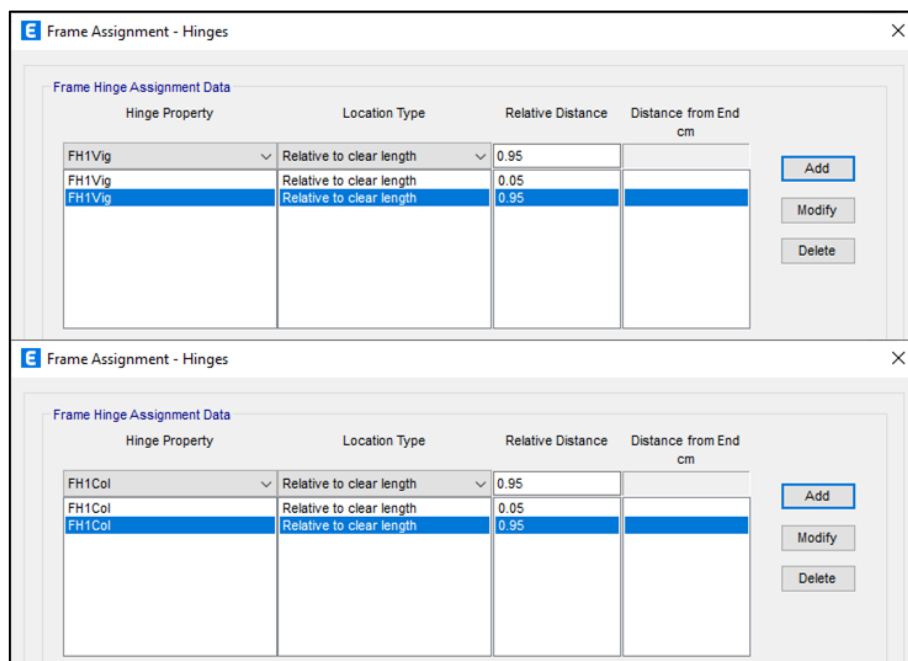 E Frame Assignment - Hinges
Frame Hinge Assignment Data
Hinge Property Location Type Relative Distance Distance from End
cm
FH1Vig Relative to clear length 0.95
Add
FH1Vig Relative to clear length 0.05
FH1Vig Relative to clear length 0.95
Modify
Delete
E Frame Assignment - Hinges
Frame Hinge Assignment Data
Hinge Property Location Type Relative Distance Distance from End
cm
FH1Col Relative to clear length 0.95
Add
FH1Col Relative to clear length 0.05
FH1Col Relative to clear length 0.95
Modify
Delete